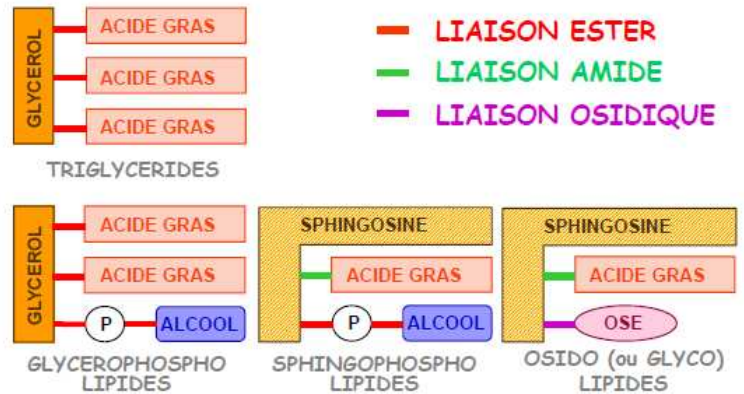 GLYCEROL
ACIDE GRAS
ACIDE GRAS
ACIDE GRAS
TRIGLYCERIDES
LIAISON ESTER
LIAISON AMIDE
LIAISON OSIDIQUE
GLYCEROL
ACIDE GRAS
ACIDE GRAS
P
ALCOOL
GLYCEROPHOSPHO
LIPIDES
SPHINGOSINE
ACIDE GRAS
P
ALCOOL
SPHINGOPHOSPHO
LIPIDES
SPHINGOSINE
ACIDE GRAS
OSE
OSIDO (ou GLYCO)
LIPIDES